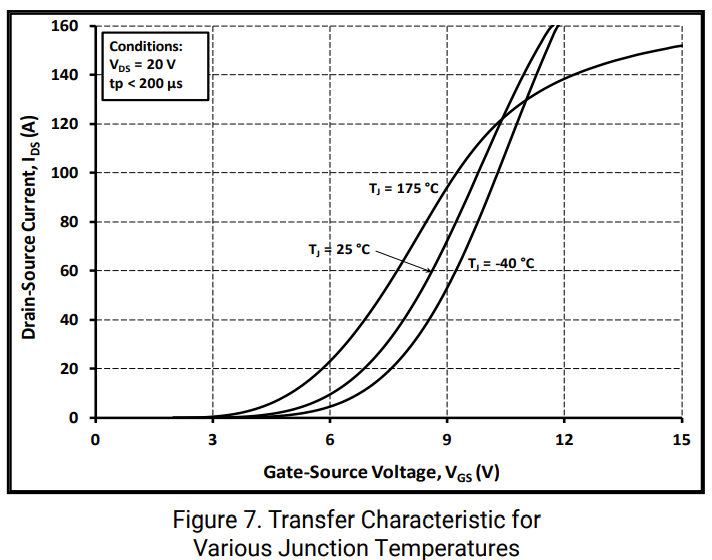 160
140
120
100
80
60
40
20
0
Drain-Source Current, IDS (A)
Conditions:
VDS = 20 V
tp < 200 µs
TJ = 175 °C
TJ = 25 °C
TJ = -40 °C
0 3 6 9 12 15
Gate-Source Voltage, VGS (V)
Figure 7. Transfer Characteristic for
Various Junction Temperatures